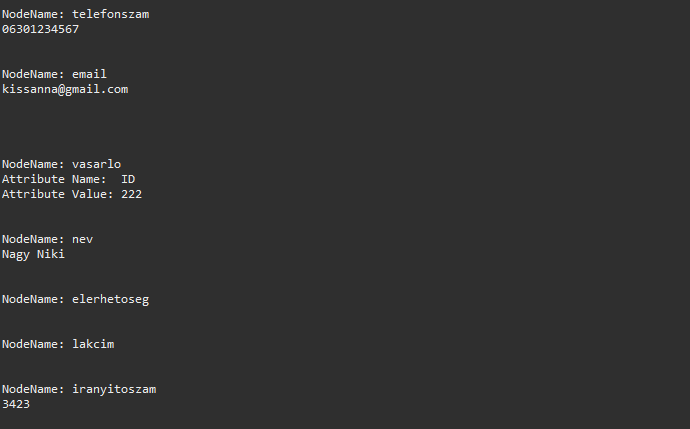 NodeName: telefonszam
06301234567
NodeName: email
kissanna@gmail.com
NodeName: vasarlo
Attribute Name:  ID
Attribute Value: 222
NodeName: nev
Nagy Niki
NodeName: elerhetoseg
NodeName: lakcim
NodeName: iranyitoszam
3423